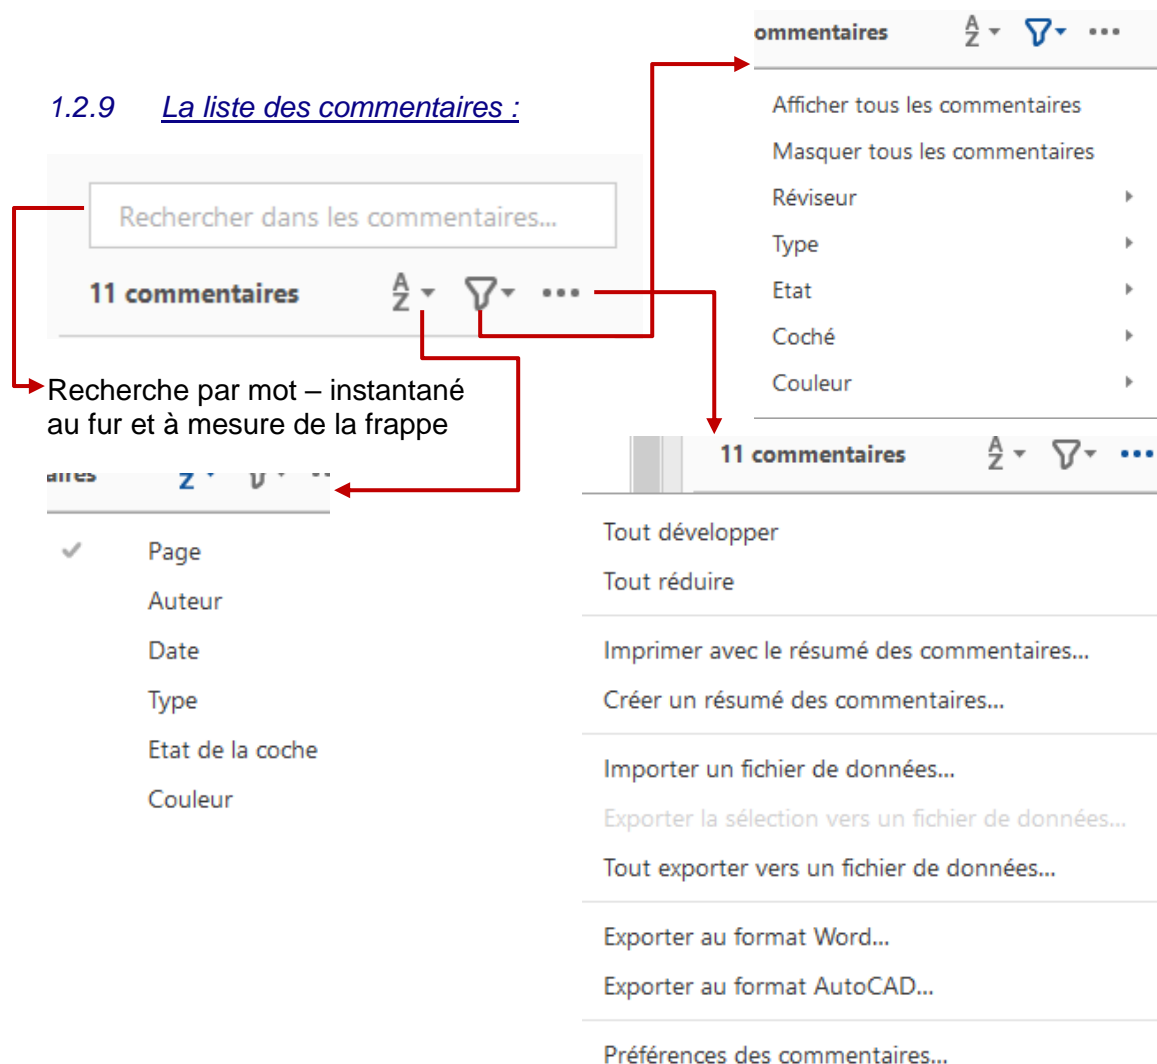 1.2.9 La liste des commentaires :
Rechercher dans les commentaires...
11 commentaires
Recherche par mot – instantané
au fur et à mesure de la frappe
ommentaires
Afficher tous les commentaires
Masquer tous les commentaires
Réviseur
Type
Etat
Coché
Couleur
aires
Page
Auteur
Date
Type
Etat de la coche
Couleur
11 commentaires
Tout développer
Tout réduire
Imprimer avec le résumé des commentaires...
Créer un résumé des commentaires...
Importer un fichier de données...
Exporter la sélection vers un fichier de données...
Tout exporter vers un fichier de données...
Exporter au format Word...
Exporter au format AutoCAD...
Préférences des commentaires...